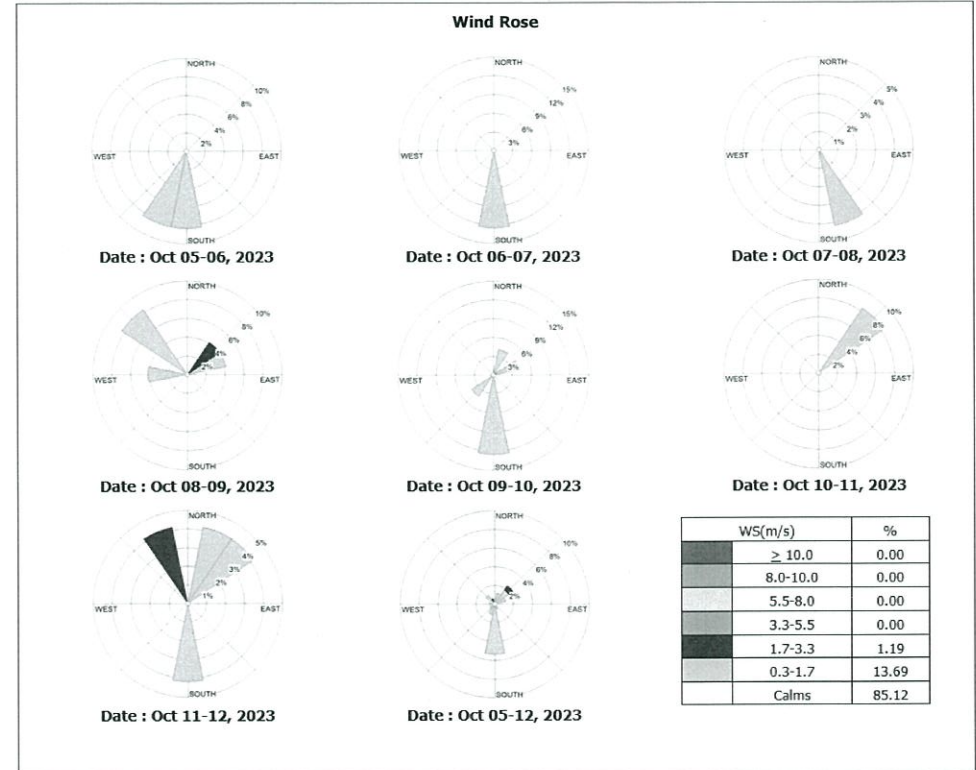 Wind Rose
NORTH
10%
8%
6%
4%
2%
WEST
EAST
SOUTH
Date : Oct 05-06, 2023
NORTH
15%
12%
9%
6%
3%
WEST
EAST
SOUTH
Date : Oct 06-07, 2023
NORTH
5%
4%
3%
2%
1%
WEST
EAST
SOUTH
Date : Oct 07-08, 2023
NORTH
10%
8%
6%
4%
2%
WEST
EAST
SOUTH
Date : Oct 08-09, 2023
NORTH
15%
12%
9%
6%
3%
WEST
EAST
SOUTH
Date : Oct 09-10, 2023
NORTH
10%
8%
6%
4%
2%
WEST
EAST
SOUTH
Date : Oct 10-11, 2023
NORTH
5%
4%
3%
2%
1%
WEST
EAST
SOUTH
Date : Oct 11-12, 2023
NORTH
10%
8%
6%
4%
2%
WEST
EAST
SOUTH
Date : Oct 05-12, 2023
WS(m/s) %
≥ 10.0 0.00
8.0-10.0 0.00
5.5-8.0 0.00
3.3-5.5 0.00
1.7-3.3 1.19
0.3-1.7 13.69
Calms 85.12